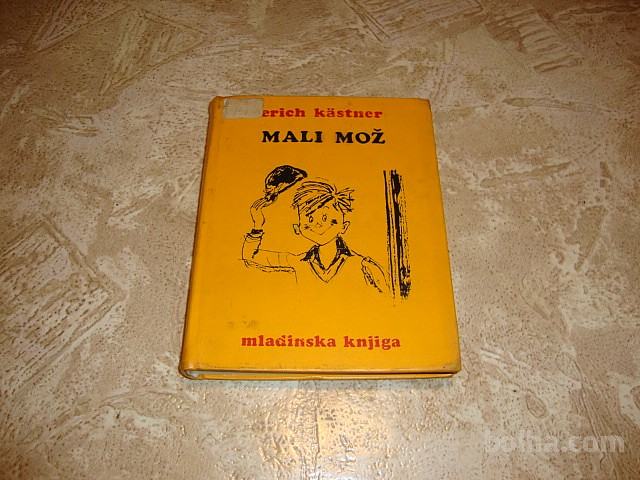 erich kästner
MALI MOŽ
mladinska knjiga
bolha.com